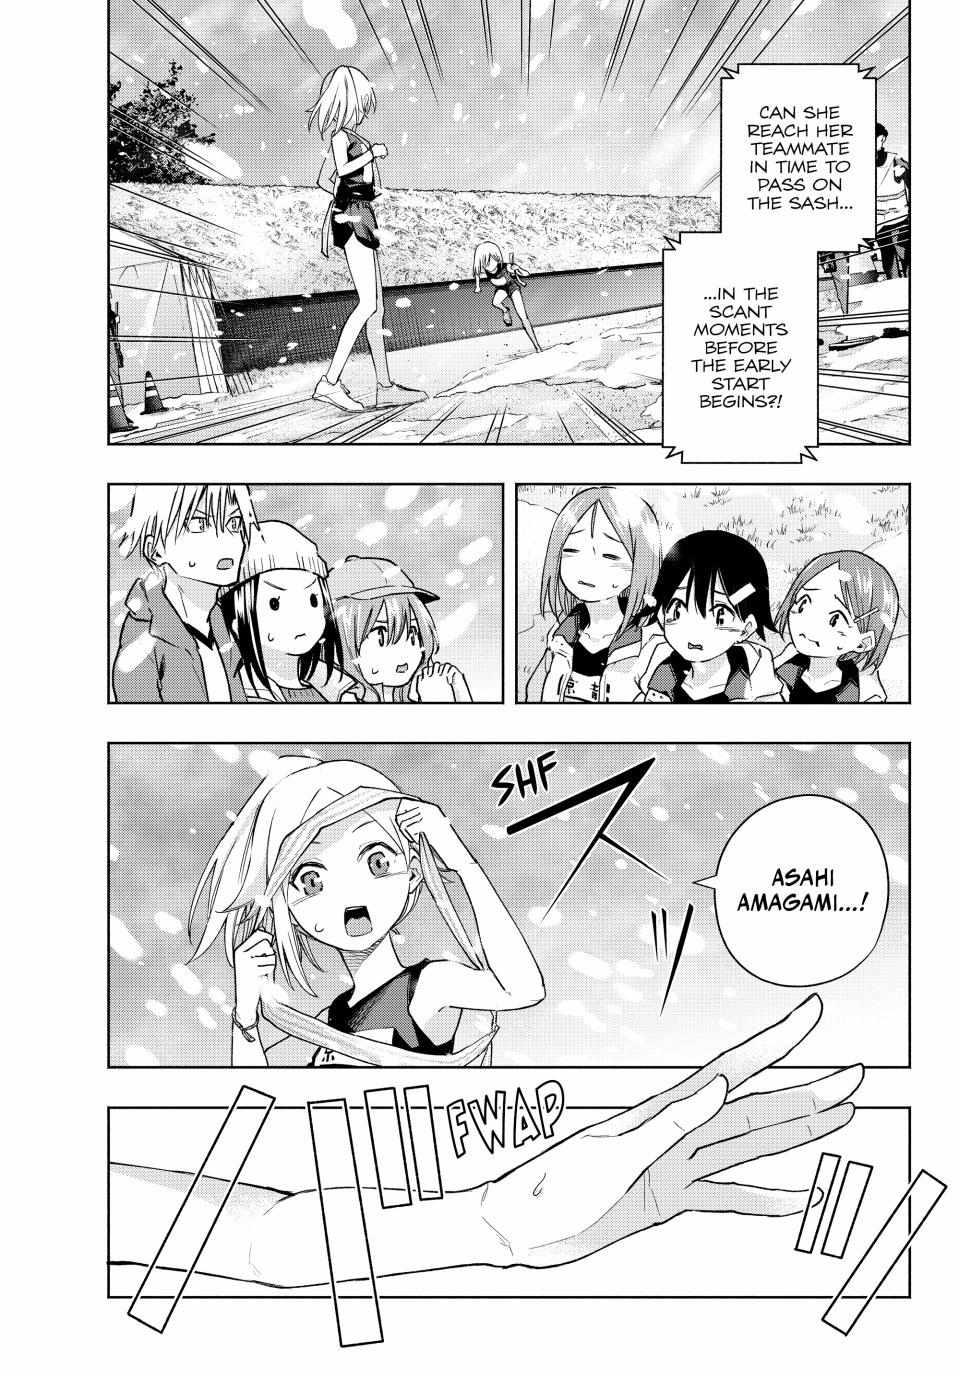 CAN SHE
REACH HER
TEAMMATE
IN TIME TO
PASS ON
THE SASH...
...IN THE
SCANT
MOMENTS
BEFORE
THE EARLY
START
BEGINS?!
SHF
ASAHI
AMAGAMI...!
京
FWAP